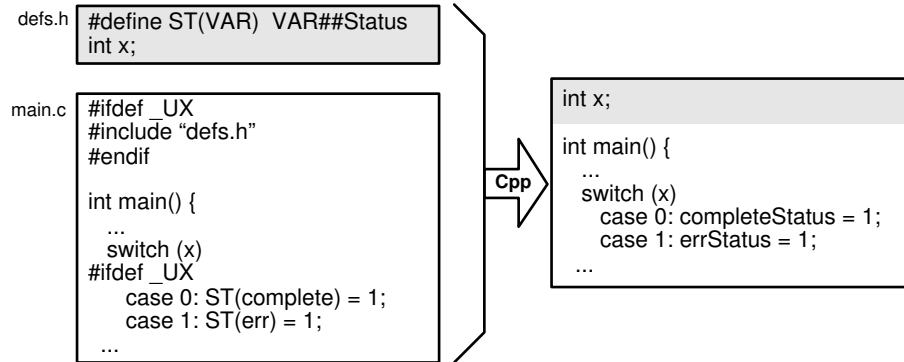 defs.h
#define ST(VAR) VAR##Status
int x;
main.c
#ifdef _UX
#include “defs.h”
#endif
int main() {
...
switch (x)
#ifdef _UX
case 0: ST(complete) = 1;
case 1: ST(err) = 1;
...
Cpp
int x;
int main() {
...
switch (x)
case 0: completeStatus = 1;
case 1: errStatus = 1;
...